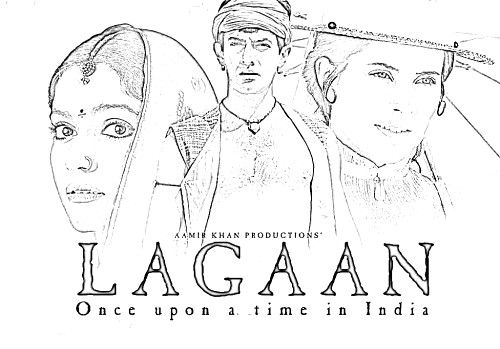 AAMIR KHAN PRODUCTIONS'
LAGAAN
Once upon a time in India